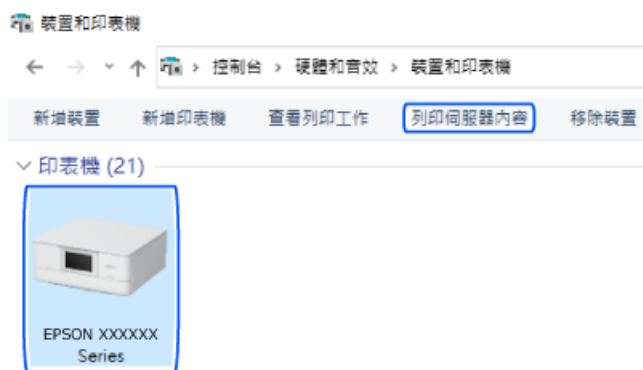 裝置和印表機
控制台 › 硬體和音效 › 裝置和印表機
新增裝置 新增印表機 查看列印工作 列印伺服器內容 移除裝置
印表機 (21)
EPSON XXXXXX
Series